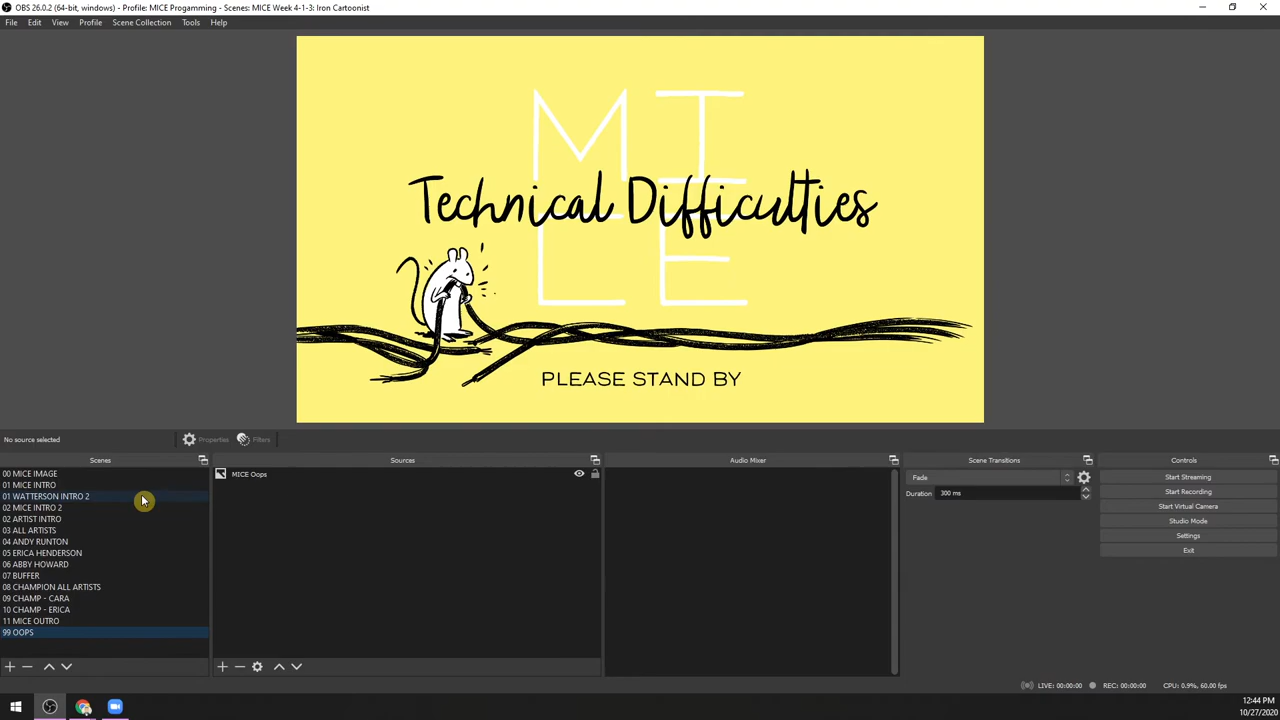 OBS 26.0.2 (64-bit, windows) - Profile: MICE Progamming - Scenes: MICE Week 4-1-3: Iron Cartoonist
File Edit View Profile Scene Collection Tools Help
MI
CE
Technical Difficulties
PLEASE STAND BY
No source selected Properties Filters
Scenes Sources Audio Mixer Scene Transitions Controls
00 MICE IMAGE
01 MICE INTRO
01 WATTERSON INTRO 2
02 MICE INTRO 2
02 ARTIST INTRO
03 ALL ARTISTS
04 ANDY RUNTON
05 ERICA HENDERSON
06 ABBY HOWARD
07 BUFFER
08 CHAMPION ALL ARTISTS
09 CHAMP - CARA
10 CHAMP - ERICA
11 MICE OUTRO
99 OOPS
MICE Oops
Fade
Duration 300 ms
Start Streaming
Start Recording
Start Virtual Camera
Studio Mode
Settings
Exit
LIVE: 00:00:00 REC: 00:00:00 CPU: 0.9%, 60.00 fps
12:44 PM
10/27/2020